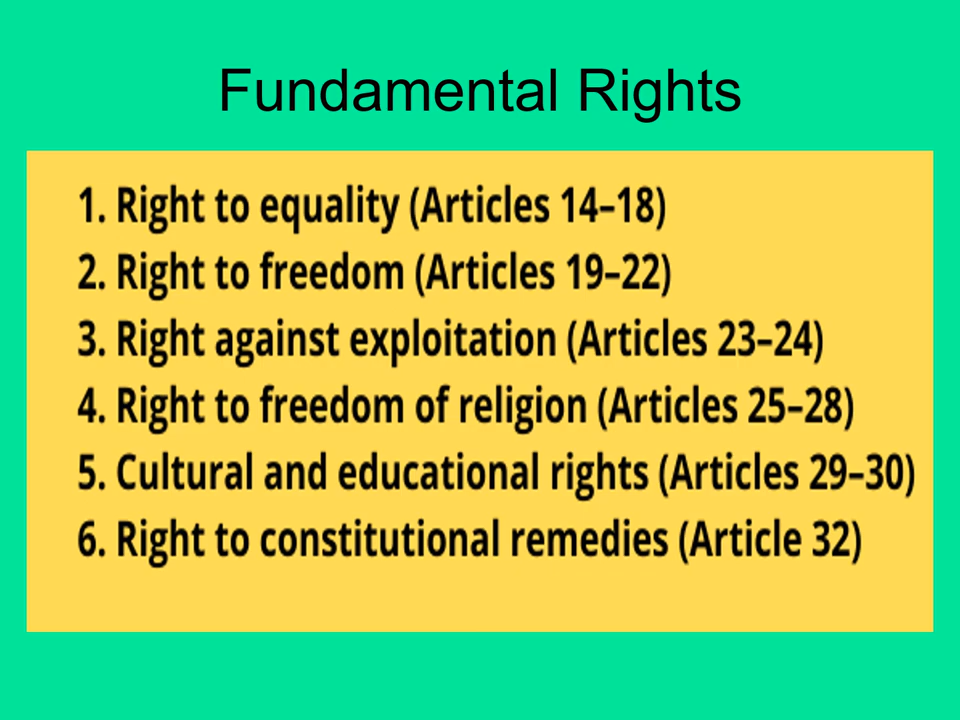 Fundamental Rights
1. Right to equality (Articles 14–18)
2. Right to freedom (Articles 19–22)
3. Right against exploitation (Articles 23–24)
4. Right to freedom of religion (Articles 25–28)
5. Cultural and educational rights (Articles 29–30)
6. Right to constitutional remedies (Article 32)